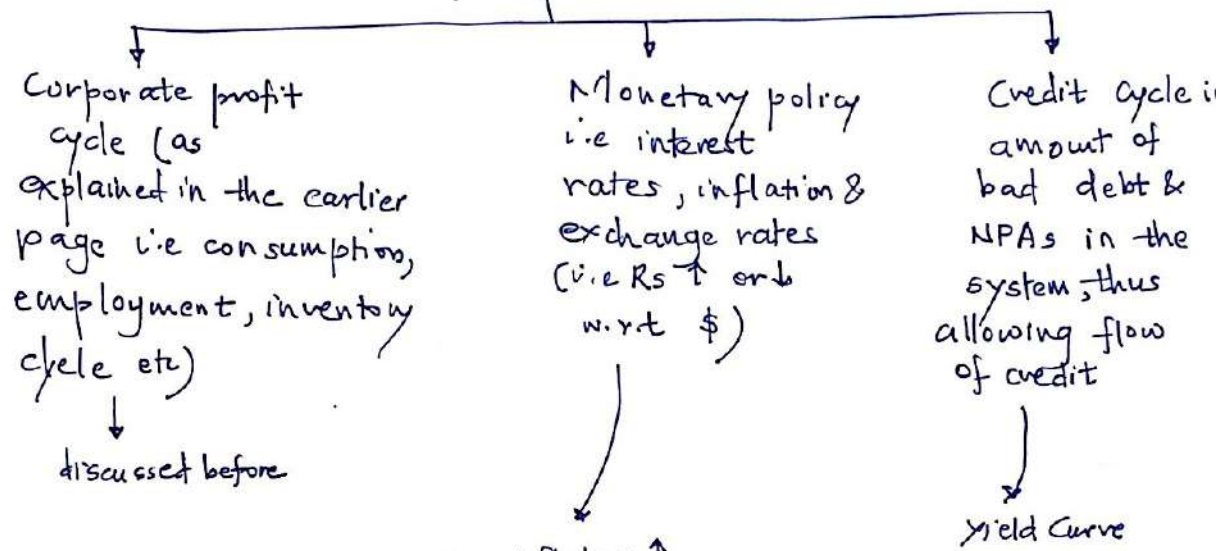 Corporate profit
cycle (as
explained in the earlier
page i.e consumption,
employment, inventory
cycle etc)
discussed before
Monetary policy
i.e interest
rates, inflation &
exchange rates
(i.e Rs ↑ or ↓
w.r.t $)
Credit cycle i
amount of
bad debt &
NPAs in the
system, thus
allowing flow
of credit
Yield Curve